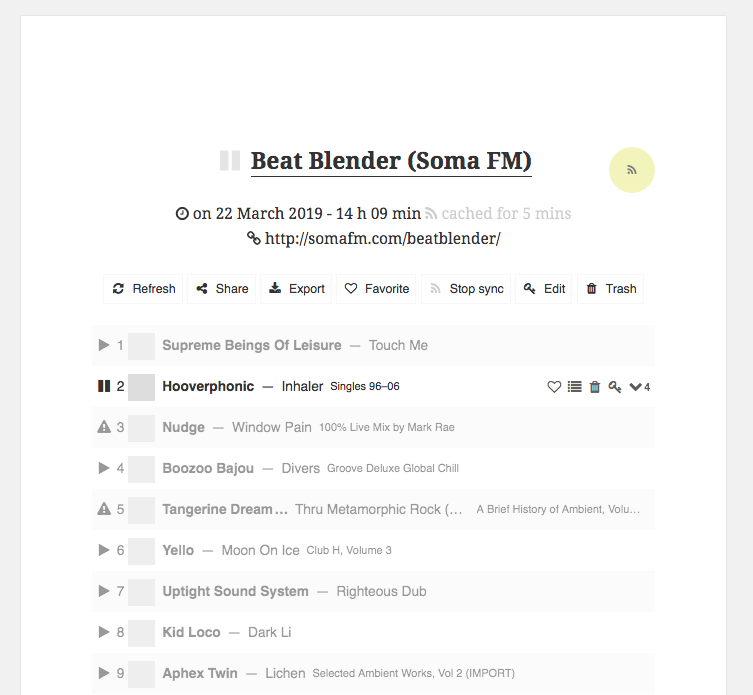 Beat Blender (Soma FM)
on 22 March 2019 - 14 h 09 min cached for 5 mins
http://somafm.com/beatblender/
Refresh Share Export Favorite Stop sync Edit Trash
1 Supreme Beings Of Leisure — Touch Me
2 Hooverphonic — Inhaler Singles 96–06 4
3 Nudge — Window Pain 100% Live Mix by Mark Rae
4 Boozoo Bajou — Divers Groove Deluxe Global Chill
5 Tangerine Dream… Thru Metamorphic Rock (… A Brief History of Ambient, Volu…
6 Yello — Moon On Ice Club H, Volume 3
7 Uptight Sound System — Righteous Dub
8 Kid Loco — Dark Li
9 Aphex Twin — Lichen Selected Ambient Works, Vol 2 (IMPORT)